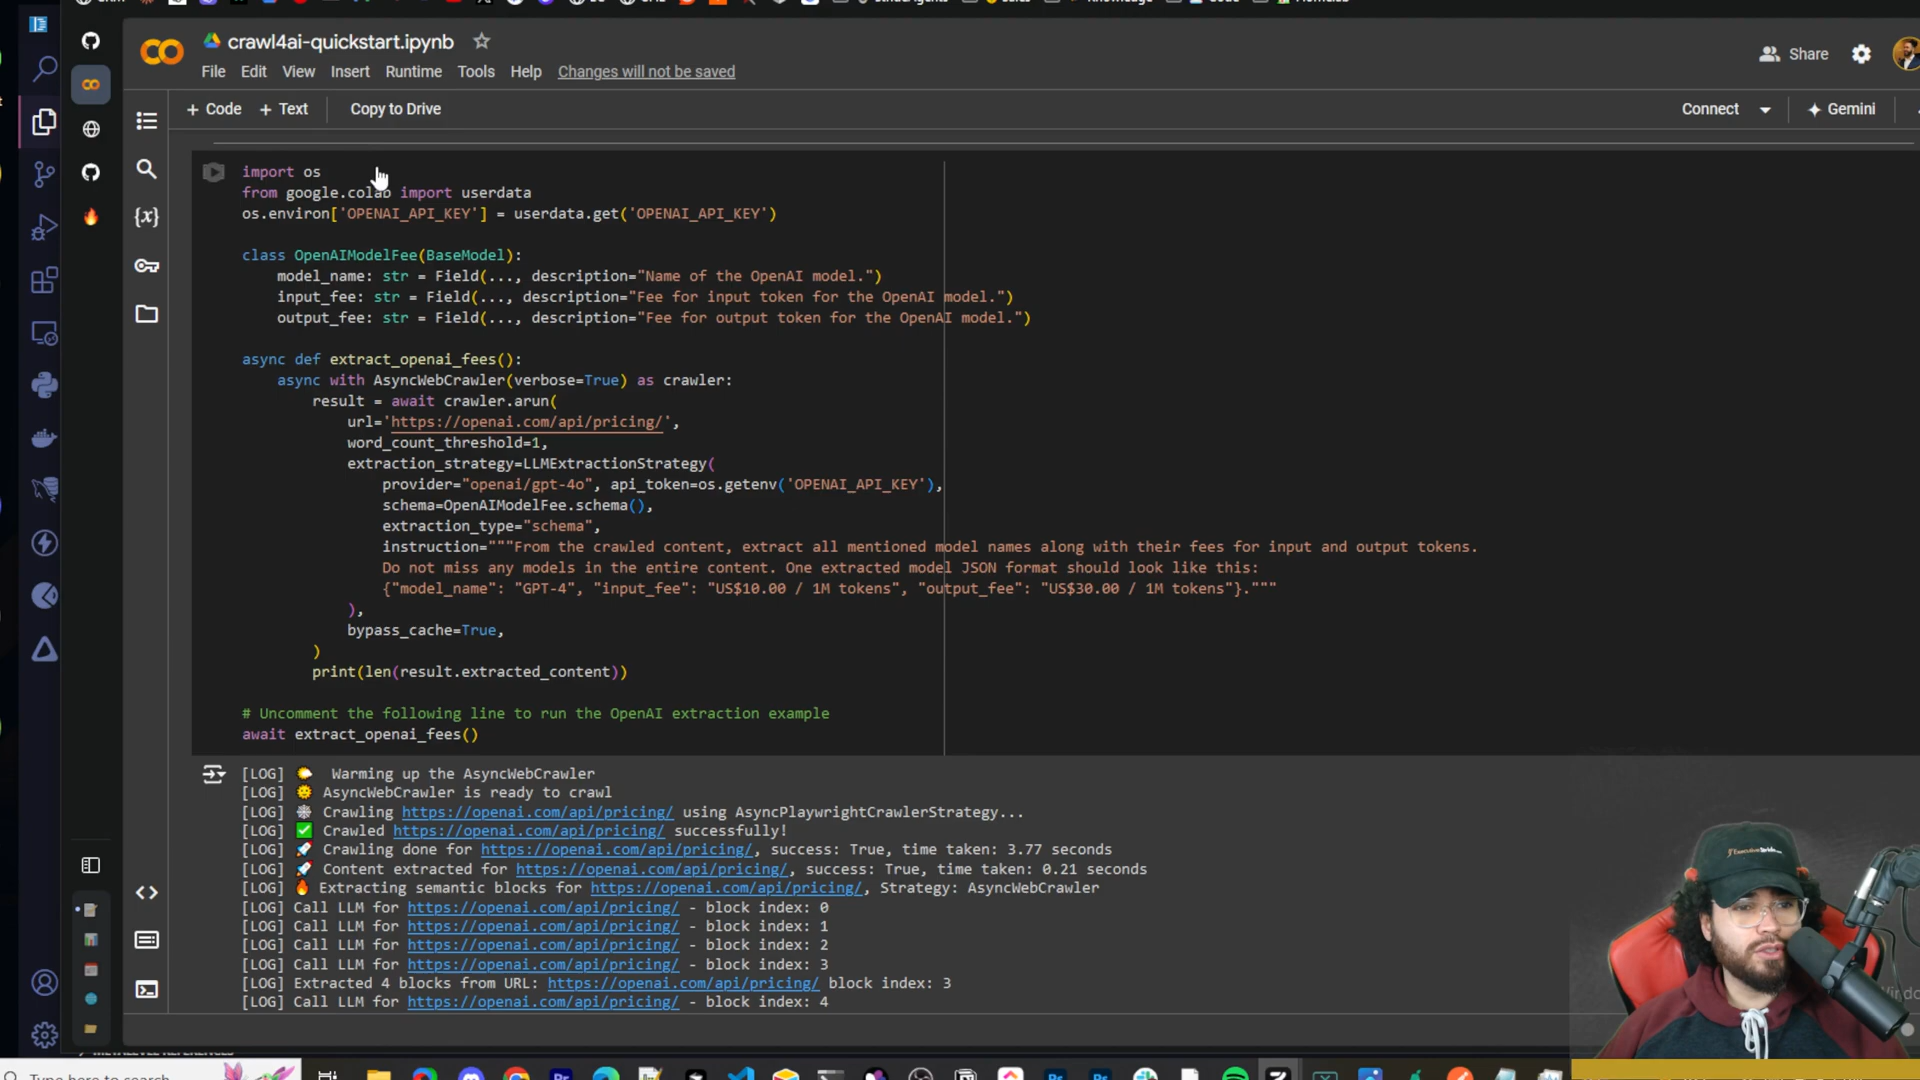 crawl4ai-quickstart.ipynb
Share
File Edit View Insert Runtime Tools Help Changes will not be saved
+ Code + Text Copy to Drive
Connect
Gemini
import os
from google.colab import userdata
os.environ['OPENAI_API_KEY'] = userdata.get('OPENAI_API_KEY')
class OpenAIModelFee(BaseModel):
model_name: str = Field(..., description="Name of the OpenAI model.")
input_fee: str = Field(..., description="Fee for input token for the OpenAI model.")
output_fee: str = Field(..., description="Fee for output token for the OpenAI model.")
async def extract_openai_fees():
async with AsyncWebCrawler(verbose=True) as crawler:
result = await crawler.arun(
url='https://openai.com/api/pricing/',
word_count_threshold=1,
extraction_strategy=LLMExtractionStrategy(
provider="openai/gpt-4o", api_token=os.getenv('OPENAI_API_KEY'),
schema=OpenAIModelFee.schema(),
extraction_type="schema",
instruction="""From the crawled content, extract all mentioned model names along with their fees for input and output tokens.
Do not miss any models in the entire content. One extracted model JSON format should look like this:
{"model_name": "GPT-4", "input_fee": "US$10.00 / 1M tokens", "output_fee": "US$30.00 / 1M tokens"}."""
),
bypass_cache=True,
)
print(len(result.extracted_content))
# Uncomment the following line to run the OpenAI extraction example
await extract_openai_fees()
[LOG] 🌤️ Warming up the AsyncWebCrawler
[LOG] 🌞 AsyncWebCrawler is ready to crawl
[LOG] 🕸️ Crawling https://openai.com/api/pricing/ using AsyncPlaywrightCrawlerStrategy...
[LOG] ✅ Crawled https://openai.com/api/pricing/ successfully!
[LOG] 🚀 Crawling done for https://openai.com/api/pricing/, success: True, time taken: 3.77 seconds
[LOG] 🚀 Content extracted for https://openai.com/api/pricing/, success: True, time taken: 0.21 seconds
[LOG] 🔥 Extracting semantic blocks for https://openai.com/api/pricing/, Strategy: AsyncWebCrawler
[LOG] Call LLM for https://openai.com/api/pricing/ - block index: 0
[LOG] Call LLM for https://openai.com/api/pricing/ - block index: 1
[LOG] Call LLM for https://openai.com/api/pricing/ - block index: 2
[LOG] Call LLM for https://openai.com/api/pricing/ - block index: 3
[LOG] Extracted 4 blocks from URL: https://openai.com/api/pricing/ block index: 3
[LOG] Call LLM for https://openai.com/api/pricing/ - block index: 4
Type here to search